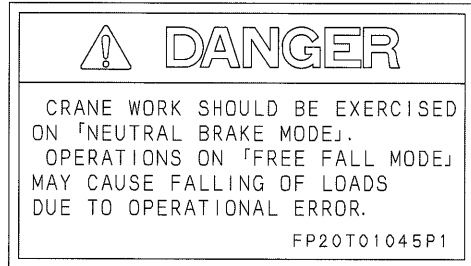 DANGER
CRANE WORK SHOULD BE EXERCISED
ON「NEUTRAL BRAKE MODE」.
OPERATIONS ON「FREE FALL MODE」
MAY CAUSE FALLING OF LOADS
DUE TO OPERATIONAL ERROR.
FP20T01045P1